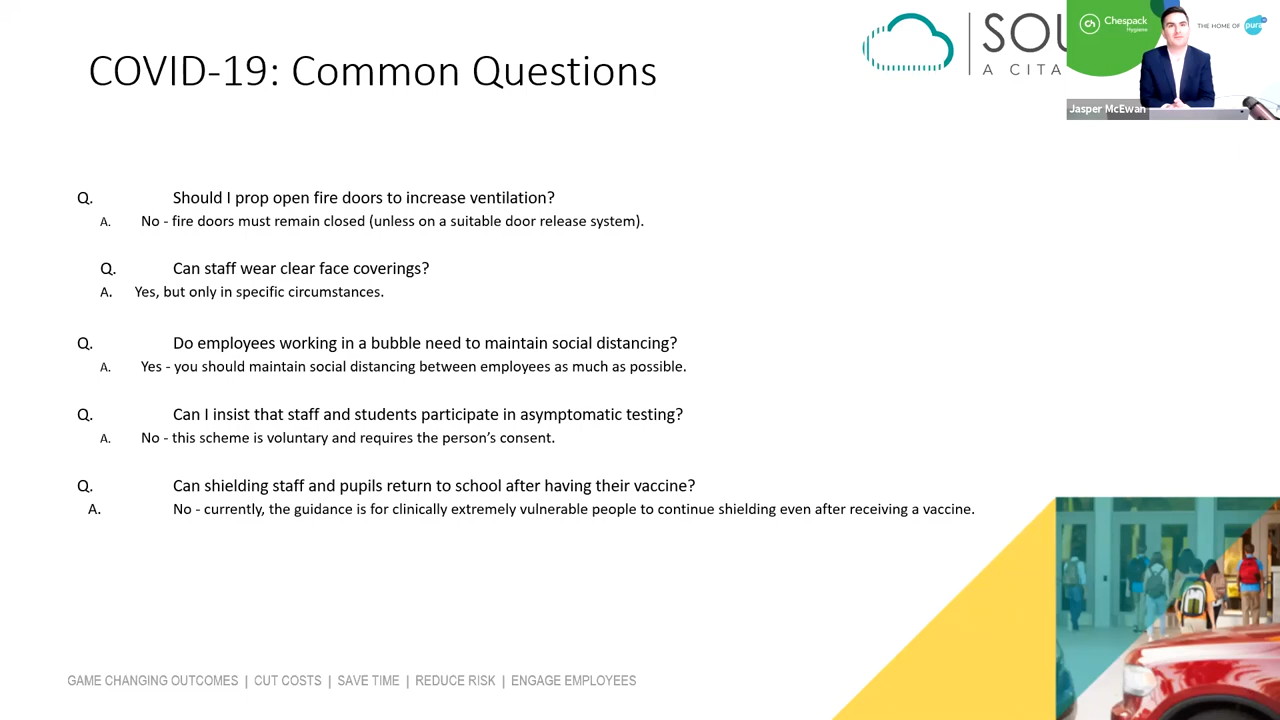 COVID-19: Common Questions
SOU
A CITA
Chespack
Hygiene
THE HOME OF
pura
Jasper McEwan
Q. Should I prop open fire doors to increase ventilation?
A. No - fire doors must remain closed (unless on a suitable door release system).
Q. Can staff wear clear face coverings?
A. Yes, but only in specific circumstances.
Q. Do employees working in a bubble need to maintain social distancing?
A. Yes - you should maintain social distancing between employees as much as possible.
Q. Can I insist that staff and students participate in asymptomatic testing?
A. No - this scheme is voluntary and requires the person’s consent.
Q. Can shielding staff and pupils return to school after having their vaccine?
A. No - currently, the guidance is for clinically extremely vulnerable people to continue shielding even after receiving a vaccine.
GAME CHANGING OUTCOMES | CUT COSTS | SAVE TIME | REDUCE RISK | ENGAGE EMPLOYEES